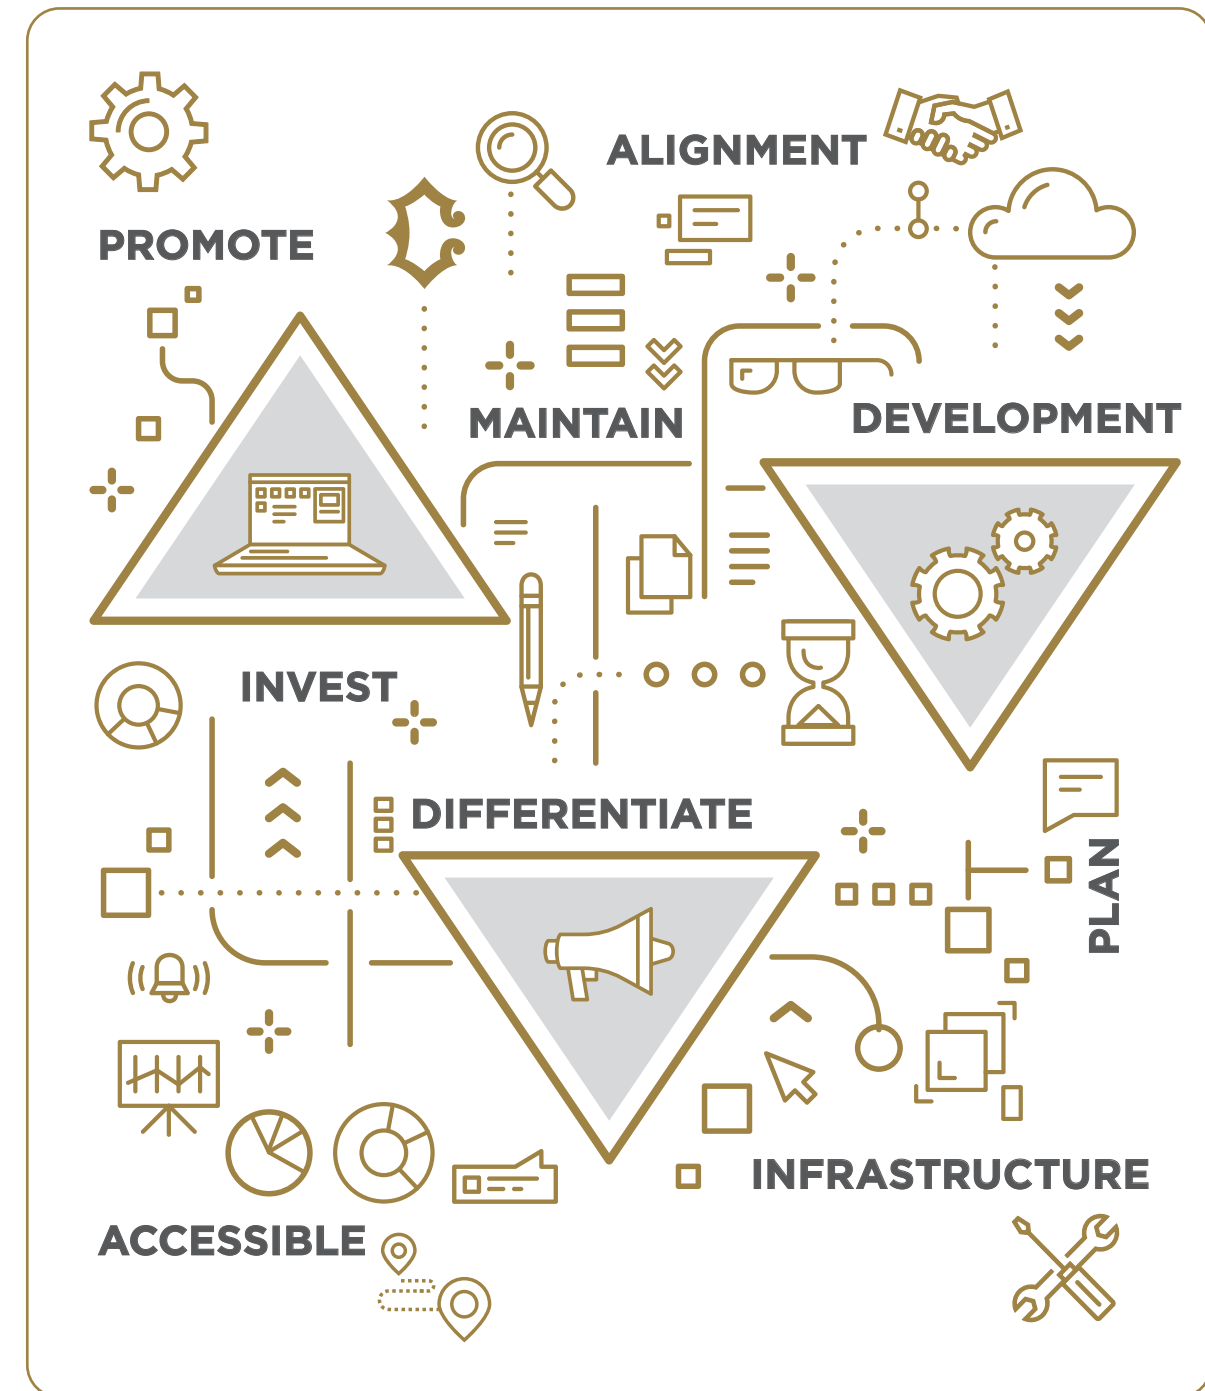 ALIGNMENT
PROMOTE
MAINTAIN
DEVELOPMENT
INVEST
DIFFERENTIATE
PLAN
INFRASTRUCTURE
ACCESSIBLE